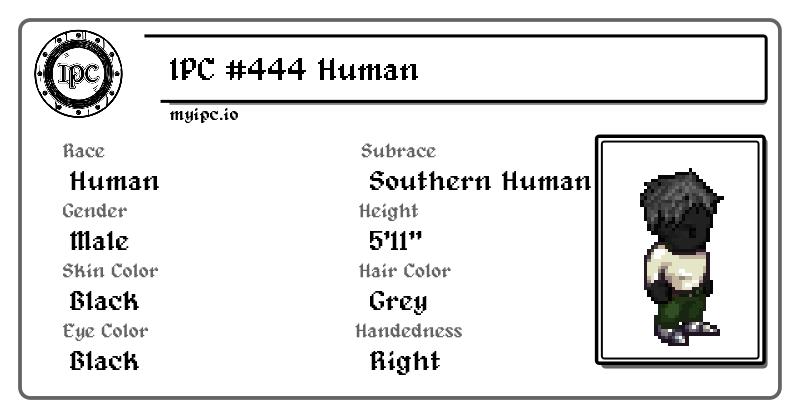 IPC
IPC #444 Human
myipc.io
Race
Human
Subrace
Southern Human
Gender
Male
Height
5'11"
Skin Color
Black
Hair Color
Grey
Eye Color
Black
Handedness
Right